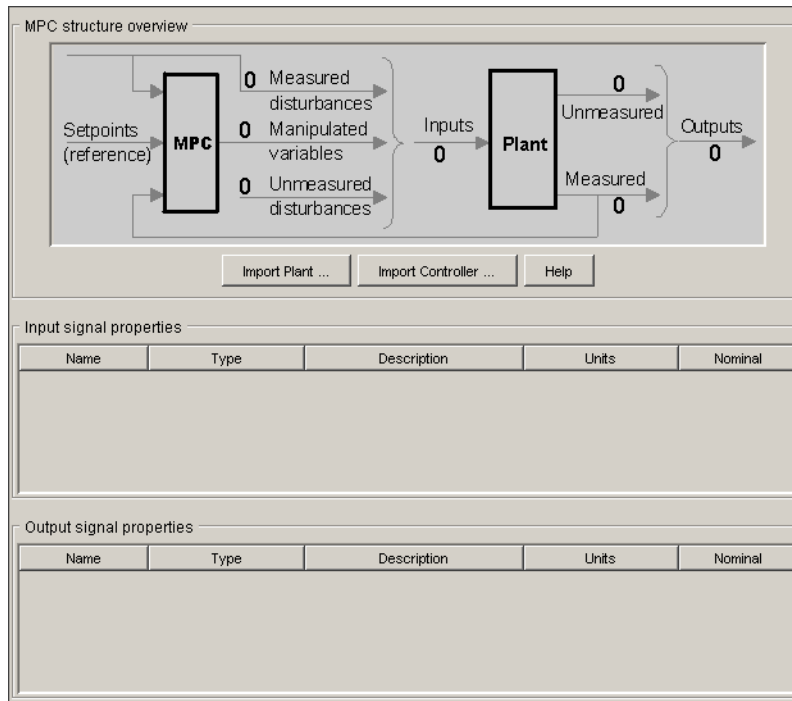 MPC structure overview
0 Measured
disturbances
Setpoints
(reference)
MPC
0 Manipulated
variables
0 Unmeasured
disturbances
Inputs
0
Plant
0
Unmeasured
Measured
0
Outputs
0
Import Plant ...
Import Controller ...
Help
Input signal properties
Name Type Description Units Nominal
Output signal properties
Name Type Description Units Nominal